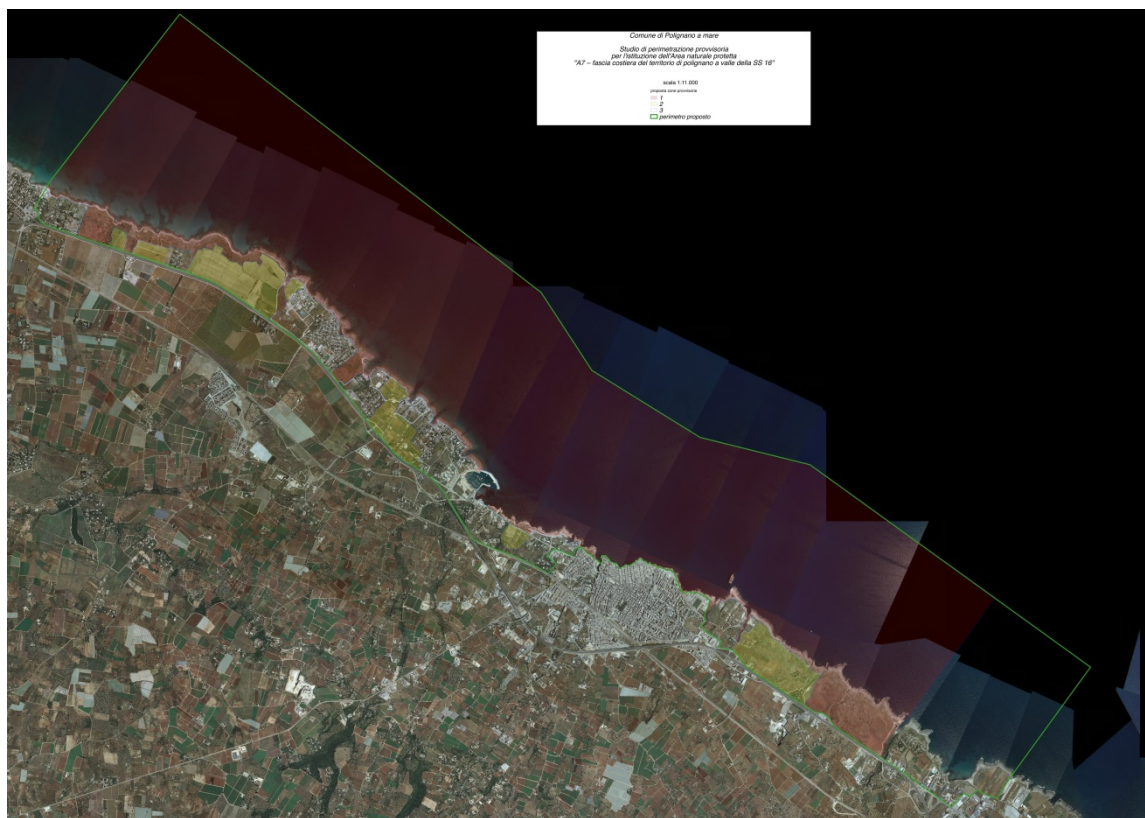 Comune di Polignano a mare
Studio di perimetrazione provvisoria
per l'istituzione dell'Area naturale protetta
"A7 – fascia costiera del territorio di polignano a valle della SS 16"
scala 1:11.000
proposta zone provvisorie
1
2
3
perimetro proposto